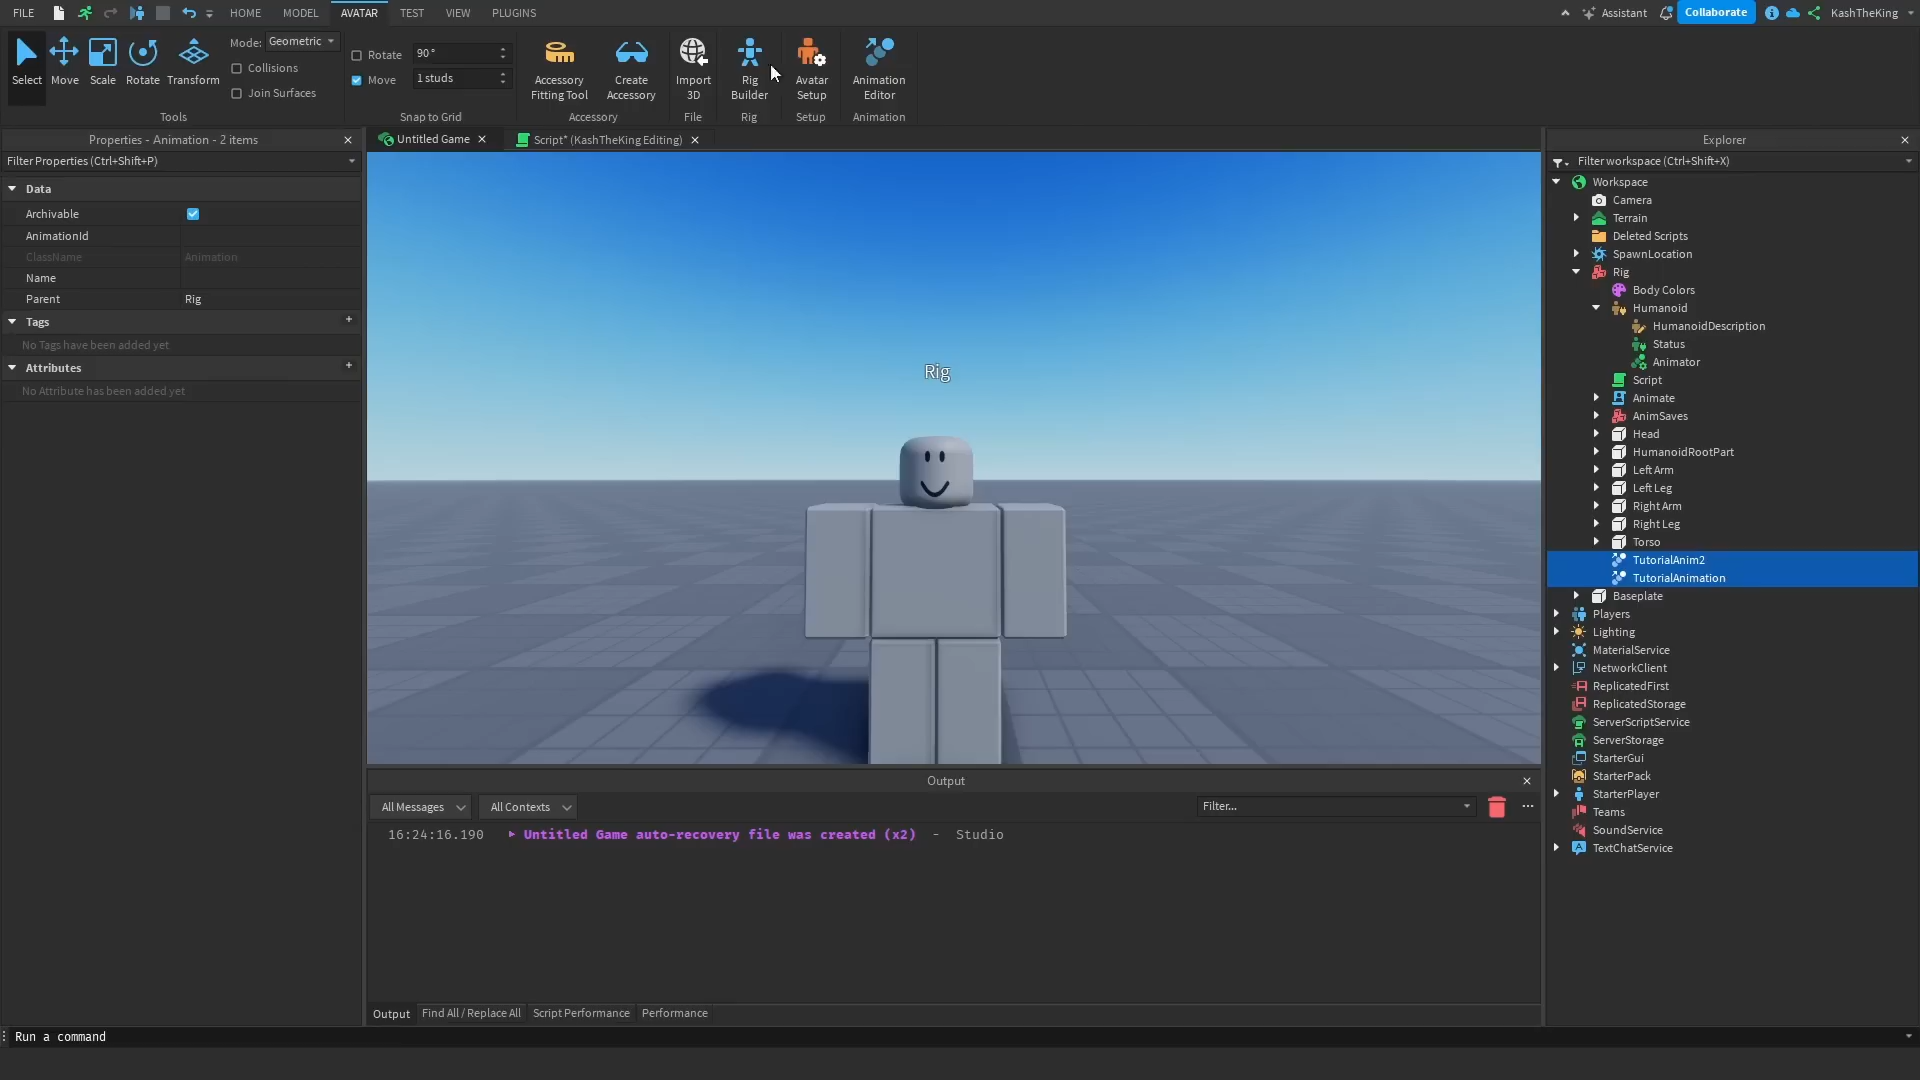 FILE HOME MODEL AVATAR TEST VIEW PLUGINS Assistant Collaborate KashTheKing
Select Move Scale Rotate Transform
Mode: Geometric
Collisions
Join Surfaces
Tools
Rotate 90°
Move 1 studs
Snap to Grid
Accessory Fitting Tool
Create Accessory
Accessory
Import 3D
File
Rig Builder
Rig
Avatar Setup
Setup
Animation Editor
Animation
Properties - Animation - 2 items
Filter Properties (Ctrl+Shift+P)
Data
Archivable
AnimationId
ClassName Animation
Name
Parent Rig
Tags
No Tags have been added yet
Attributes
No Attribute has been added yet
Untitled Game
Script* (KashTheKing Editing)
Rig
Output
All Messages All Contexts Filter...
16:24:16.190 Untitled Game auto-recovery file was created (x2) - Studio
Output Find All / Replace All Script Performance Performance
Run a command
Explorer
Filter workspace (Ctrl+Shift+X)
Workspace
Camera
Terrain
Deleted Scripts
SpawnLocation
Rig
Body Colors
Humanoid
HumanoidDescription
Status
Animator
Script
Animate
AnimSaves
Head
HumanoidRootPart
Left Arm
Left Leg
Right Arm
Right Leg
Torso
TutorialAnim2
TutorialAnimation
Baseplate
Players
Lighting
MaterialService
NetworkClient
ReplicatedFirst
ReplicatedStorage
ServerScriptService
ServerStorage
StarterGui
StarterPack
StarterPlayer
Teams
SoundService
TextChatService